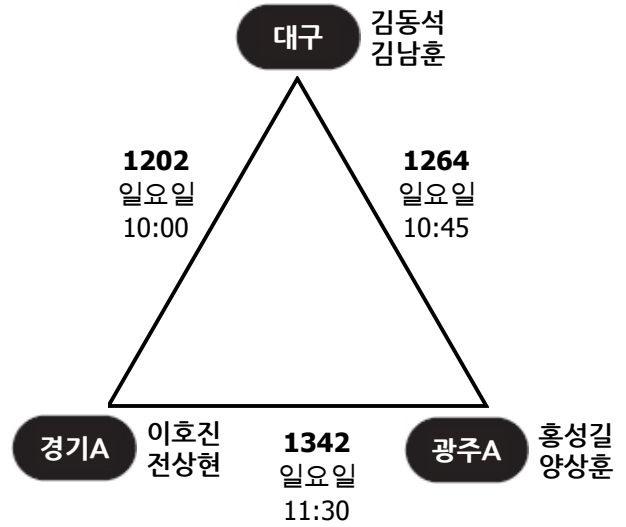 대구
김동석
김남훈
1202
일요일
10:00
1264
일요일
10:45
경기A
이호진
전상현
1342
일요일
11:30
광주A
홍성길
양상훈